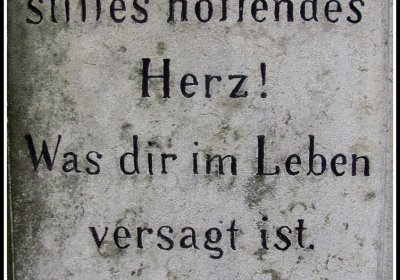 stilles hoffendes
Herz!
Was dir im Leben
versagt ist.